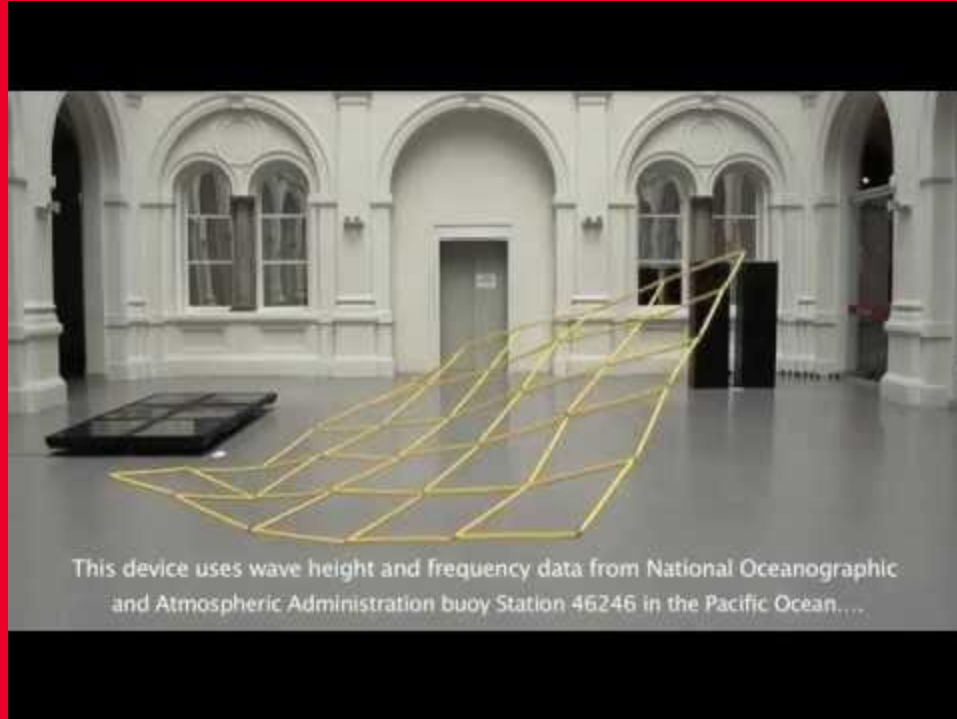 This device uses wave height and frequency data from National Oceanographic
and Atmospheric Administration buoy Station 46246 in the Pacific Ocean....